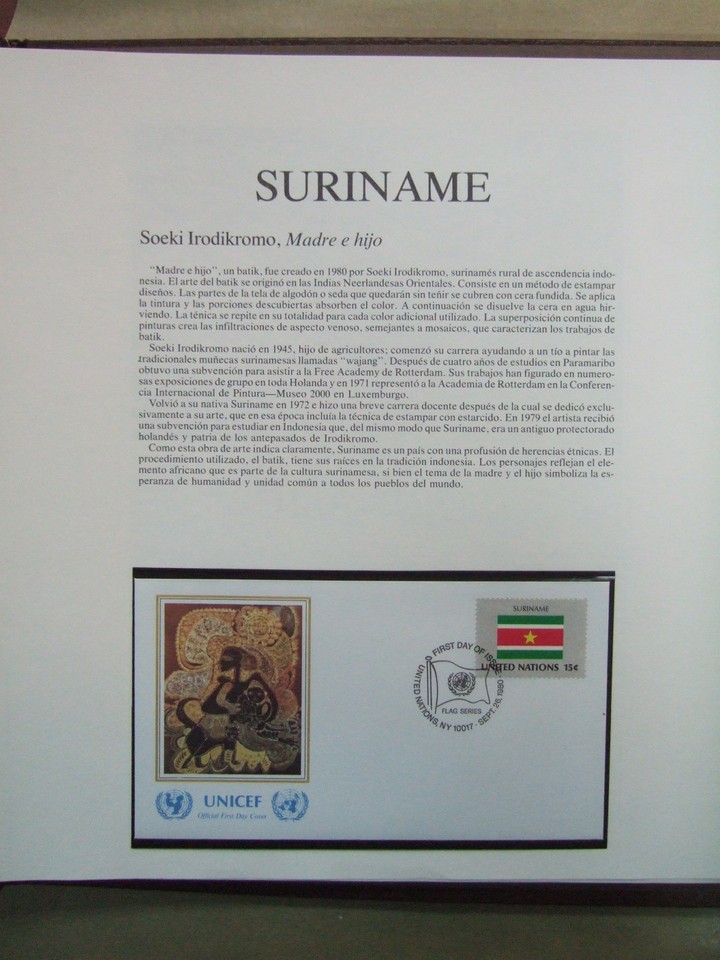 SURINAME
Soeki Irodikromo, Madre e hijo
"Madre e hijo", un batik, fue creado en 1980 por Soeki Irodikromo, surinamés rural de ascendencia indo-
nesia. El arte del batik se originó en las Indias Neerlandesas Orientales. Consiste en un método de estampar
diseños. Las partes de la tela de algodón o seda que quedarán sin teñir se cubren con cera fundida. Se aplica
la tintura y las porciones descubiertas absorben el color. A continuación se disuelve la cera en agua hir-
viendo. La ténica se repite en su totalidad para cada color adicional utilizado. La superposición continua de
pinturas crea las infiltraciones de aspecto venoso, semejantes a mosaicos, que caracterizan los trabajos de
batik.
Soeki Irodikromo nació en 1945, hijo de agricultores; comenzó su carrera ayudando a un tío a pintar las
tradicionales muñecas surinamesas llamadas "wajang". Después de cuatro años de estudios en Paramaribo
obtuvo una subvención para asistir a la Free Academy de Rotterdam. Sus trabajos han figurado en numero-
sas exposiciones de grupo en toda Holanda y en 1971 representó a la Academia de Rotterdam en la Conferen-
cia Internacional de Pintura—Museo 2000 en Luxemburgo.
Volvió a su nativa Suriname en 1972 e hizo una breve carrera docente después de la cual se dedicó exclu-
sivamente a su arte, que en esa época incluía la técnica de estampar con estarcido. En 1979 el artista recibió
una subvención para estudiar en Indonesia que, del mismo modo que Suriname, era un antiguo protectorado
holandés y patria de los antepasados de Irodikromo.
Como esta obra de arte indica claramente, Suriname es un país con una profusión de herencias étnicas. El
procedimiento utilizado, el batik, tiene sus raíces en la tradición indonesia. Los personajes reflejan el ele-
mento africano que es parte de la cultura surinamesa, si bien el tema de la madre y el hijo simboliza la es-
peranza de humanidad y unidad común a todos los pueblos del mundo.
SURINAME
UNITED NATIONS 15¢
FIRST DAY OF ISSUE
UNITED NATIONS, NY 10017 · SEPT. 26, 1980
FLAG SERIES
UNICEF
Official First Day Cover